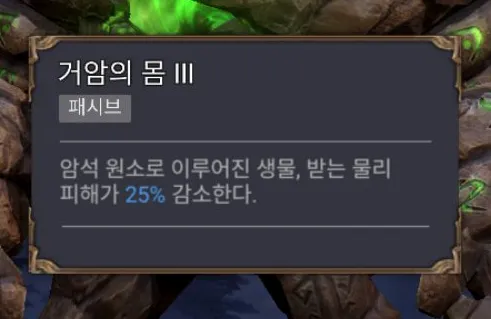 거암의 몸 III
패시브
암석 원소로 이루어진 생물, 받는 물리
피해가 25% 감소한다.